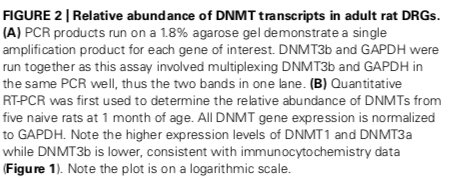 FIGURE 2 | Relative abundance of DNMT transcripts in adult rat DRGs.
(A) PCR products run on a 1.8% agarose gel demonstrate a single
amplification product for each gene of interest. DNMT3b and GAPDH were
run together as this assay involved multiplexing DNMT3b and GAPDH in
the same PCR well, thus the two bands in one lane. (B) Quantitative
RT-PCR was first used to determine the relative abundance of DNMTs from
five naive rats at 1 month of age. All DNMT gene expression is normalized
to GAPDH. Note the higher expression levels of DNMT1 and DNMT3a
while DNMT3b is lower, consistent with immunocytochemistry data
(Figure 1). Note the plot is on a logarithmic scale.